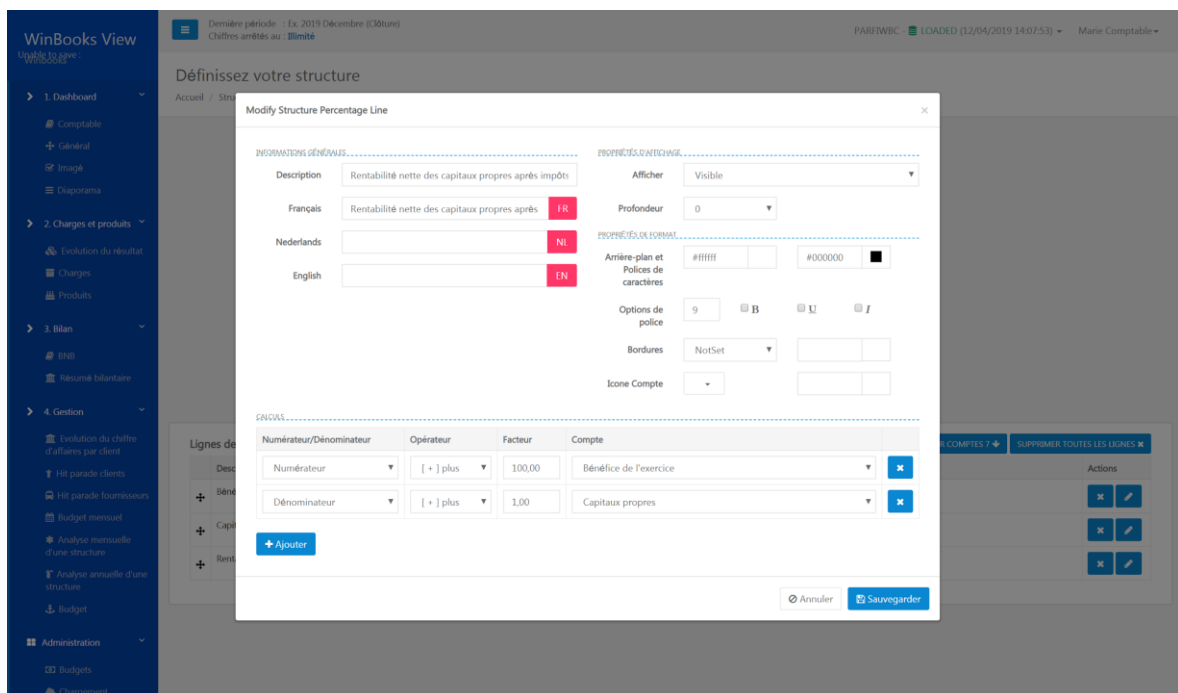 WinBooks View
Unable to save :
Winbooks
1. Dashboard
Comptable
Général
Imagé
Diaporama
2. Charges et produits
Evolution du résultat
Charges
Produits
3. Bilan
BNB
Résumé bilantaire
4. Gestion
Evolution du chiffre
d'affaires par client
Hit parade clients
Hit parade fournisseurs
Budget mensuel
Analyse mensuelle
d'une structure
Analyse annuelle d'une
structure
Budget
Administration
Budgets
Chargement
Dernière période : Ex. 2019 Décembre (Clôture)
Chiffres arrêtés au : Illimité
PARFIWBC - LOADED (12/04/2019 14:07:53)
Marie Comptable
Définissez votre structure
Accueil / Stru
Modify Structure Percentage Line
×
INFORMATIONS GÉNÉRALES
Description Rentabilité nette des capitaux propres après impôts
Français Rentabilité nette des capitaux propres après FR
Nederlands NL
English EN
PROPRIÉTÉS D'AFFICHAGE
Afficher Visible
Profondeur 0
PROPRIÉTÉS DE FORMAT
Arrière-plan et
Polices de
caractères
#ffffff #000000
Options de
police
9 B U I
Bordures NotSet
Icone Compte
CALCULS
Numérateur/Dénominateur Opérateur Facteur Compte
Numérateur [ + ] plus 100,00 Bénéfice de l'exercice
Dénominateur [ + ] plus 1,00 Capitaux propres
Ajouter
Annuler Sauvegarder
Lignes de
R COMPTES 7 SUPPRIMER TOUTES LES LIGNES
Desc Actions
Béné
Capi
Rent